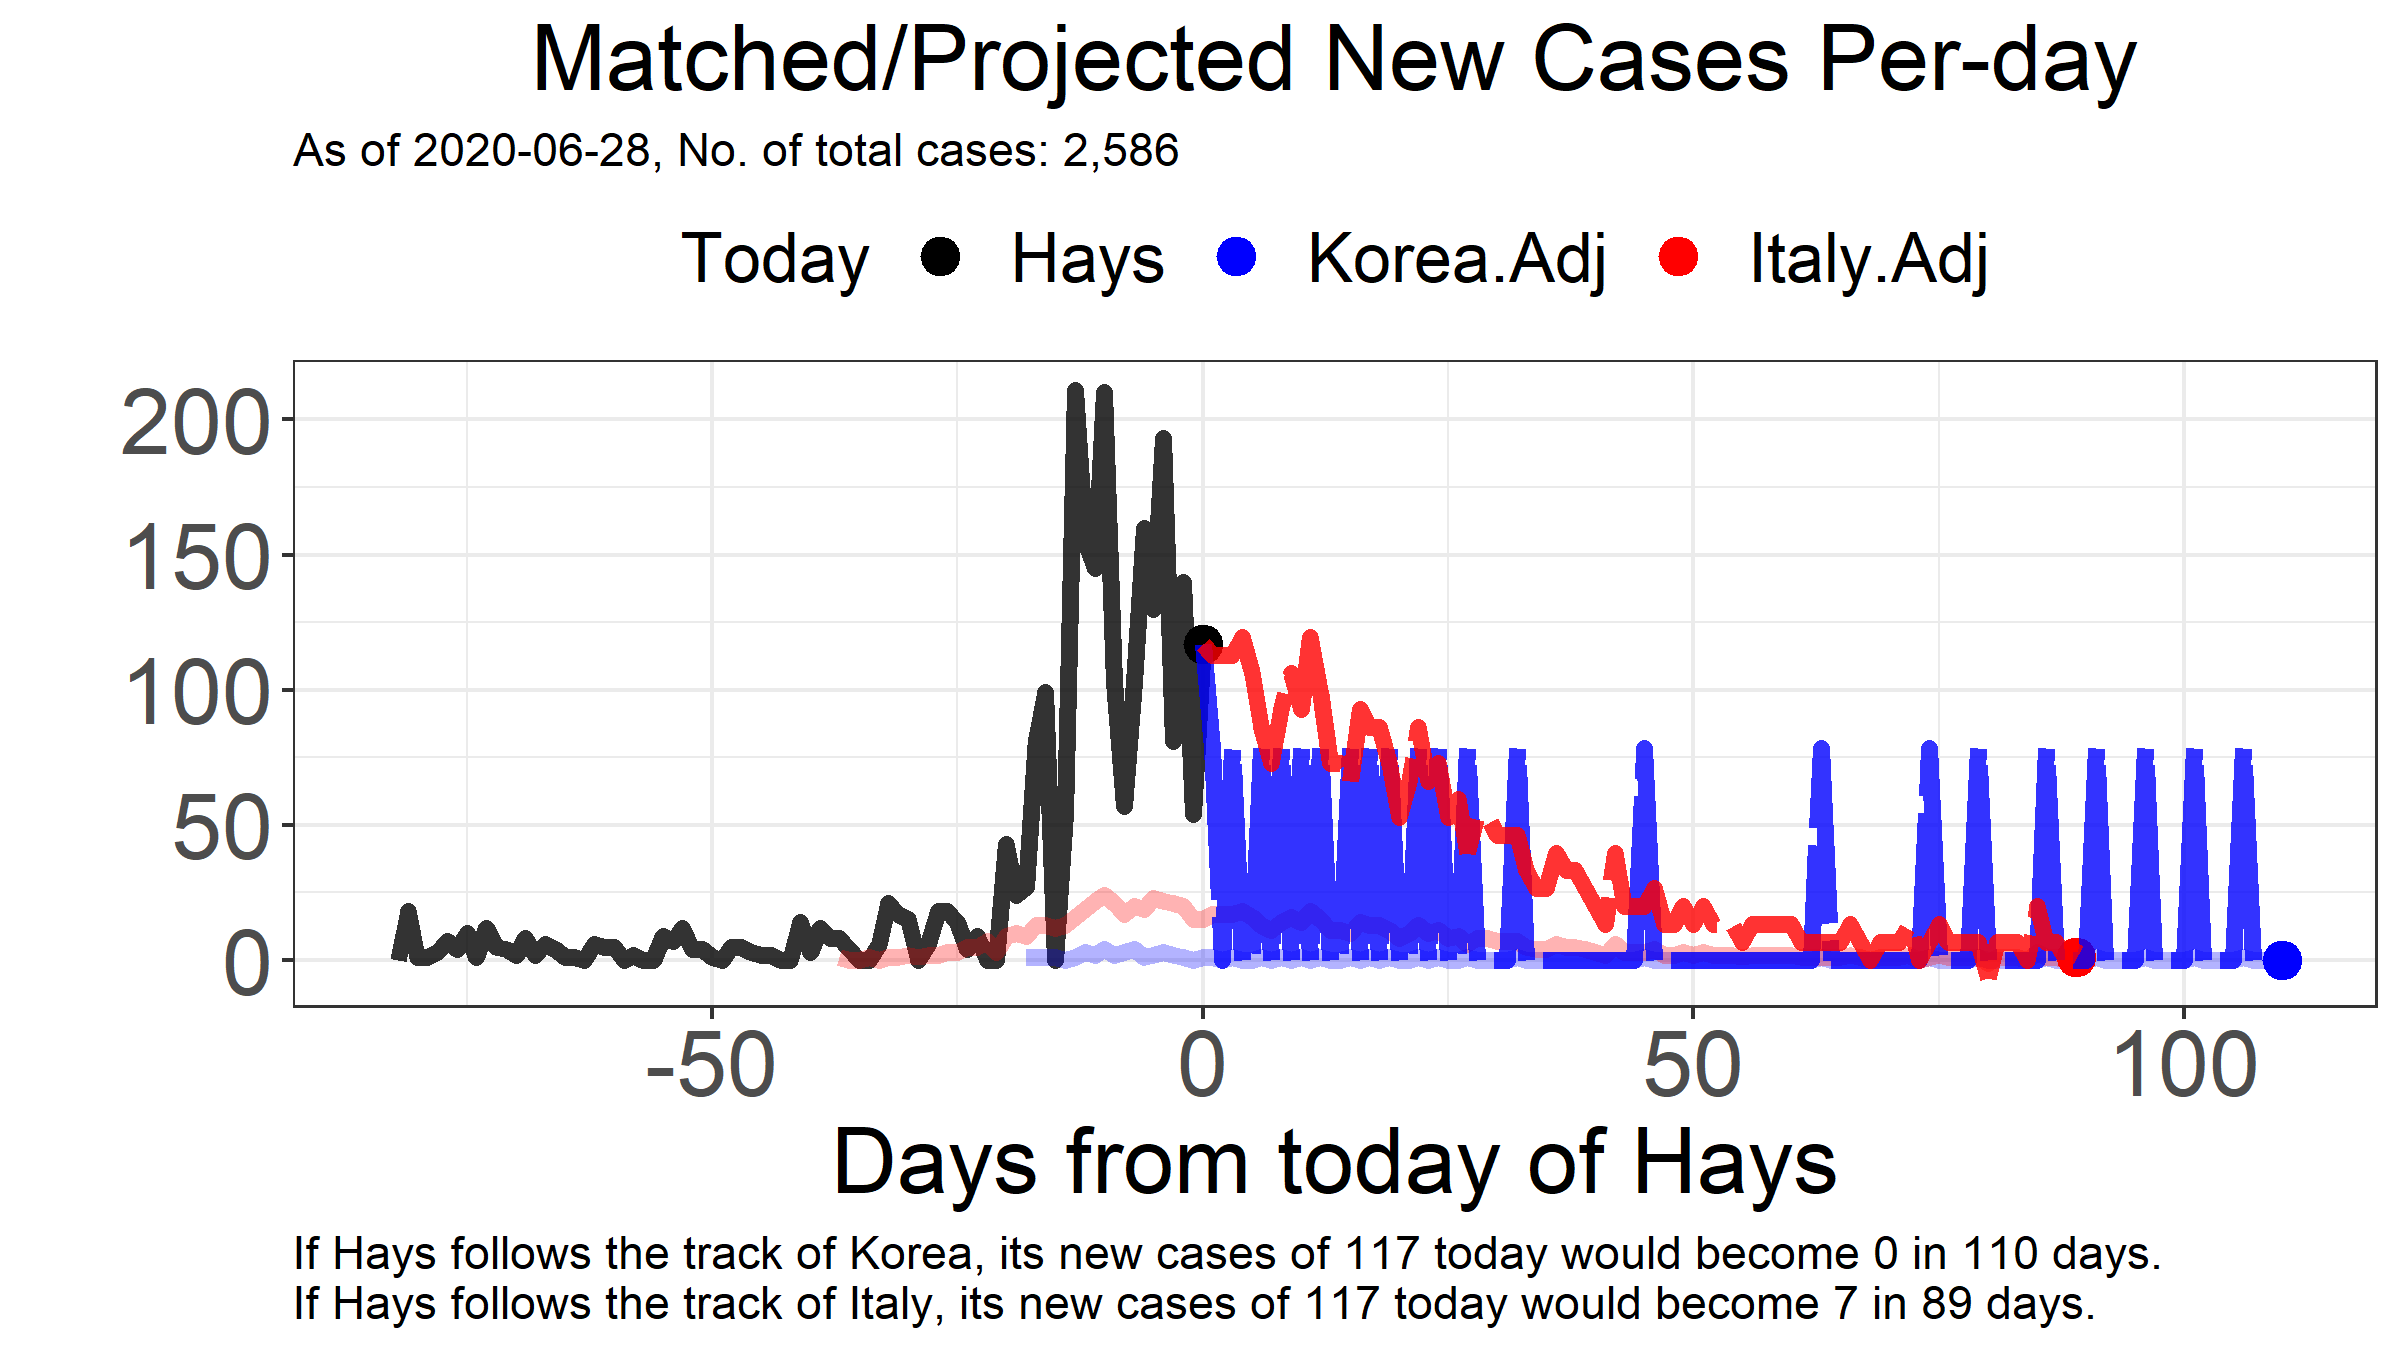 Matched/Projected New Cases Per-day
As of 2020-06-28, No. of total cases: 2,586
Today Hays Korea.Adj Italy.Adj
200
150
100
50
0
-50 0 50 100
Days from today of Hays
If Hays follows the track of Korea, its new cases of 117 today would become 0 in 110 days.
If Hays follows the track of Italy, its new cases of 117 today would become 7 in 89 days.